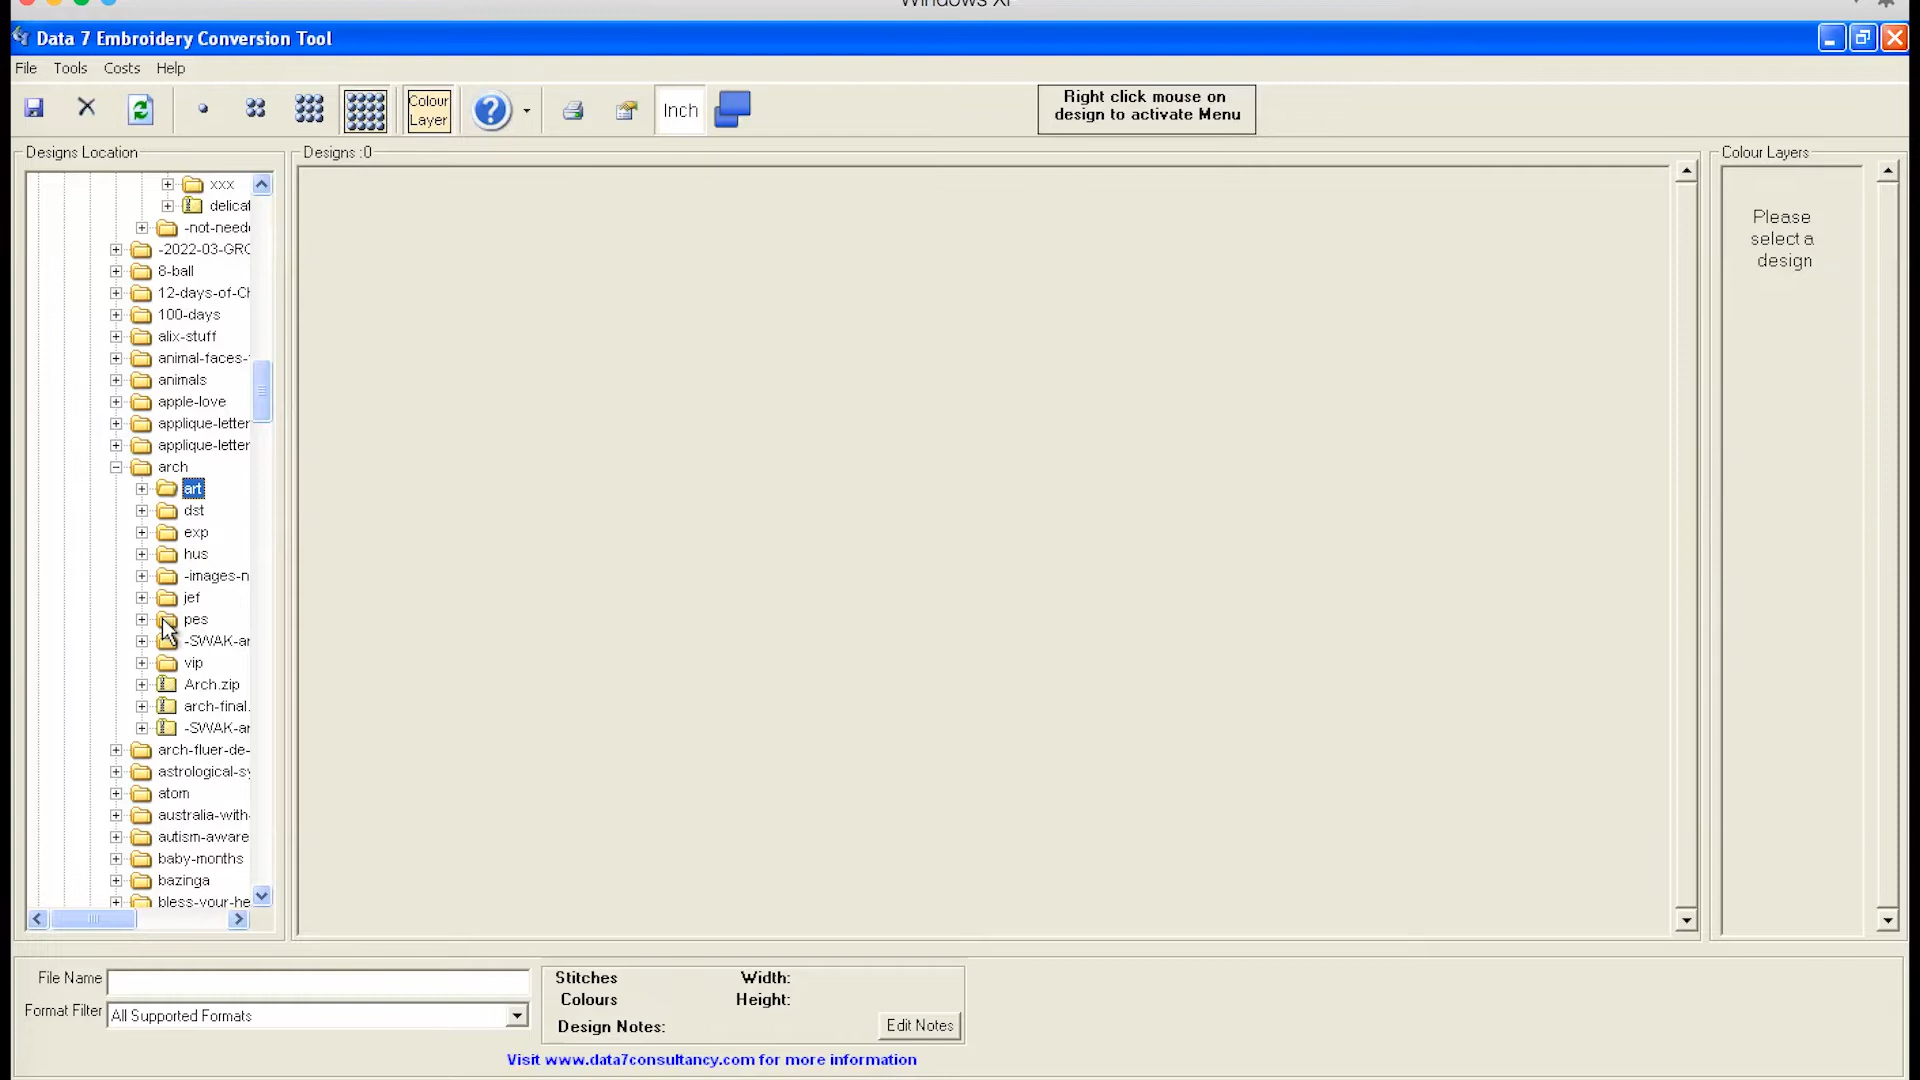 Windows XP
Data 7 Embroidery Conversion Tool
File Tools Costs Help
Colour Layer
Inch
Right click mouse on
design to activate Menu
Designs Location
Designs :0
Colour Layers
xxx
delicat
-not-neede
-2022-03-GRO
8-ball
12-days-of-Ch
100-days
alix-stuff
animal-faces-
animals
apple-love
applique-letter
applique-letter
arch
art
dst
exp
hus
-images-n
jef
pes
-SWAK-ar
vip
Arch.zip
arch-final.
-SWAK-ar
arch-fluer-de-
astrological-sy
atom
australia-with-
autism-aware
baby-months
bazinga
bless-your-he
Please
select a
design
File Name
Format Filter All Supported Formats
Stitches Width:
Colours Height:
Design Notes: Edit Notes
Visit www.data7consultancy.com for more information